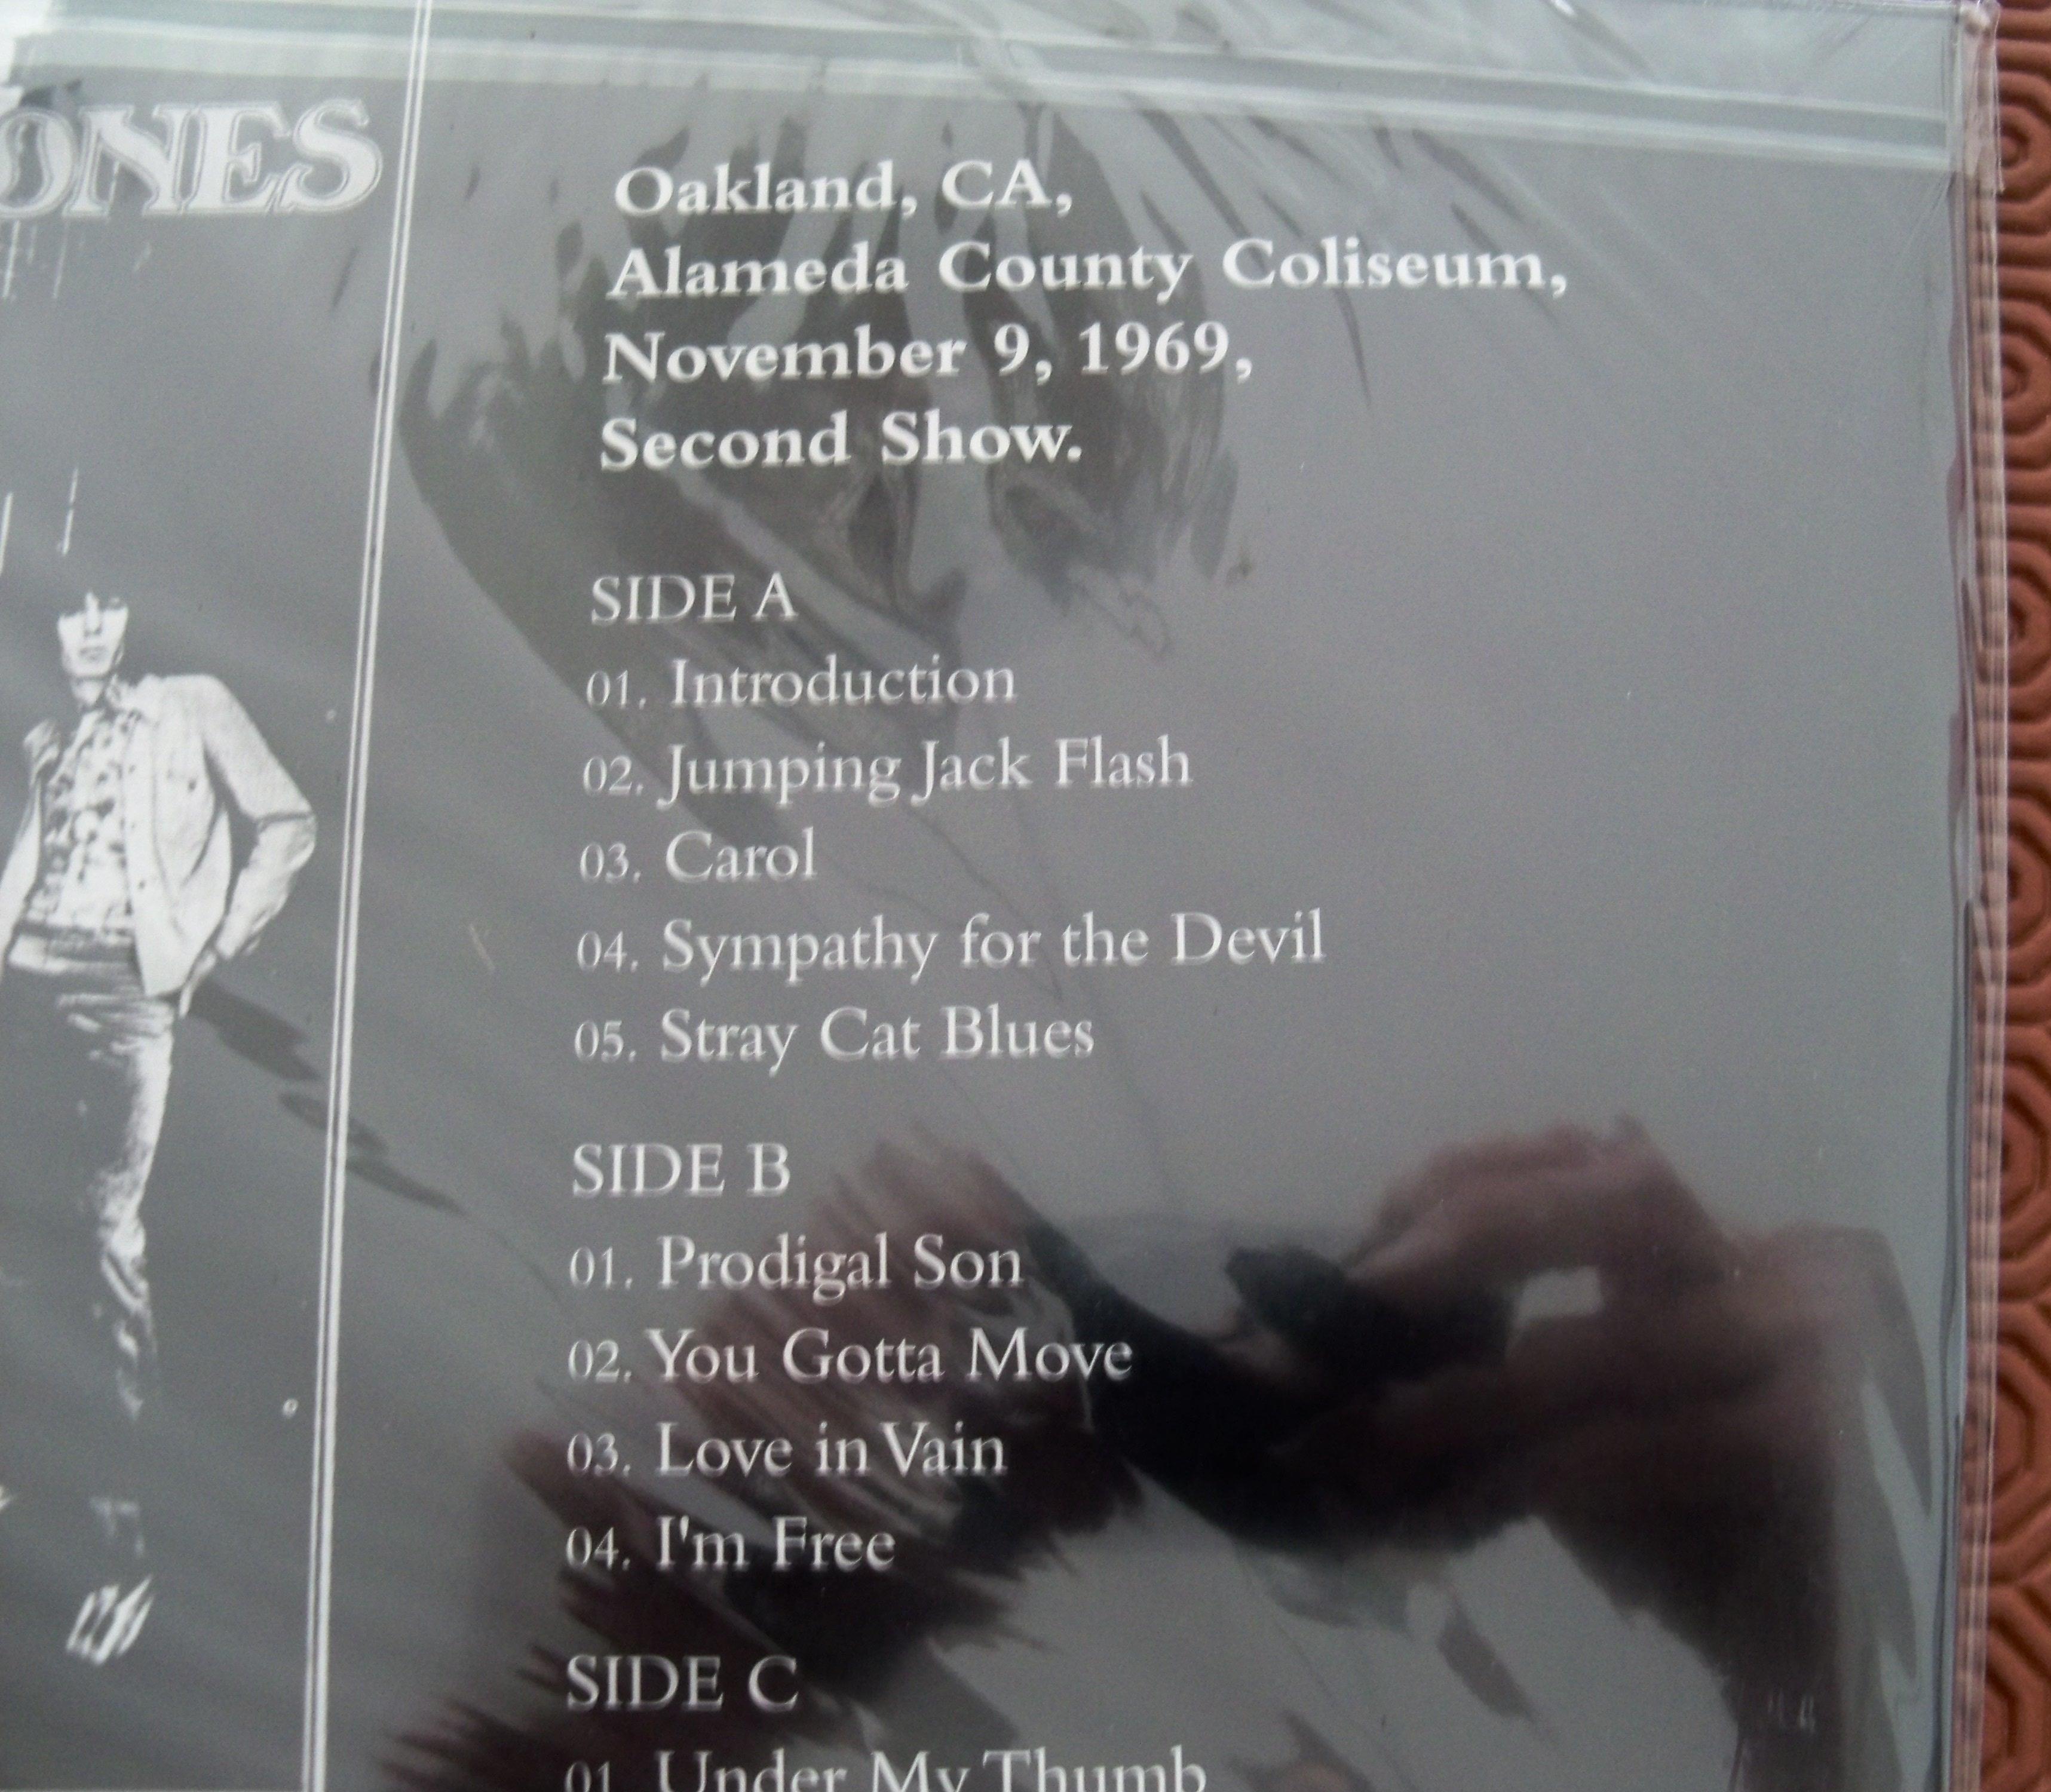 ONES
Oakland, CA,
Alameda County Coliseum,
November 9, 1969,
Second Show.
SIDE A
01. Introduction
02. Jumping Jack Flash
03. Carol
04. Sympathy for the Devil
05. Stray Cat Blues
SIDE B
01. Prodigal Son
02. You Gotta Move
03. Love in Vain
04. I'm Free
SIDE C
01. Under My Thumb